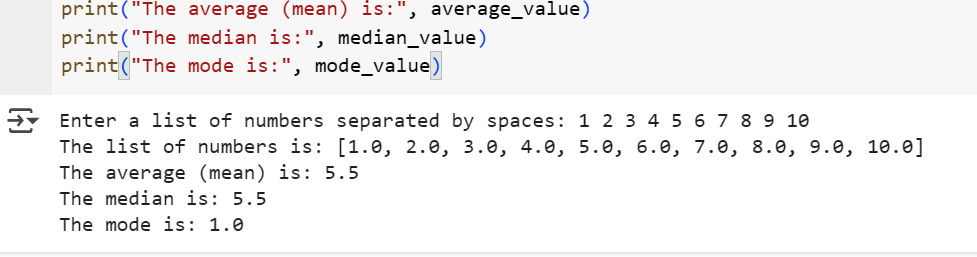 print("The average (mean) is:", average_value)
print("The median is:", median_value)
print("The mode is:", mode_value)
Enter a list of numbers separated by spaces: 1 2 3 4 5 6 7 8 9 10
The list of numbers is: [1.0, 2.0, 3.0, 4.0, 5.0, 6.0, 7.0, 8.0, 9.0, 10.0]
The average (mean) is: 5.5
The median is: 5.5
The mode is: 1.0